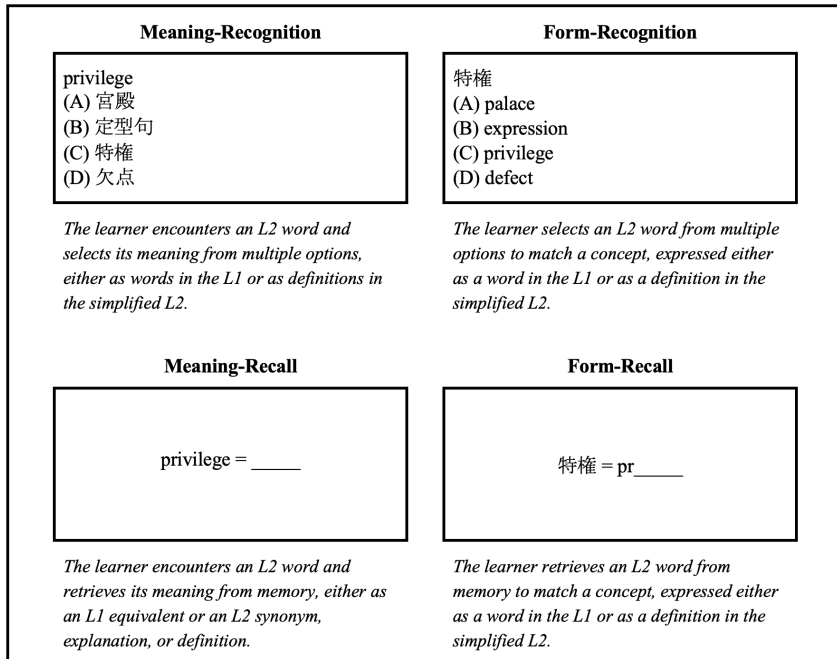 Meaning-Recognition
privilege
(A) 宮殿
(B) 定型句
(C) 特権
(D) 欠点
The learner encounters an L2 word and
selects its meaning from multiple options,
either as words in the L1 or as definitions in
the simplified L2.
Form-Recognition
特権
(A) palace
(B) expression
(C) privilege
(D) defect
The learner selects an L2 word from multiple
options to match a concept, expressed either
as a word in the L1 or as a definition in the
simplified L2.
Meaning-Recall
privilege = _____
The learner encounters an L2 word and
retrieves its meaning from memory, either as
an L1 equivalent or an L2 synonym,
explanation, or definition.
Form-Recall
特権 = pr_____
The learner retrieves an L2 word from
memory to match a concept, expressed either
as a word in the L1 or as a definition in the
simplified L2.